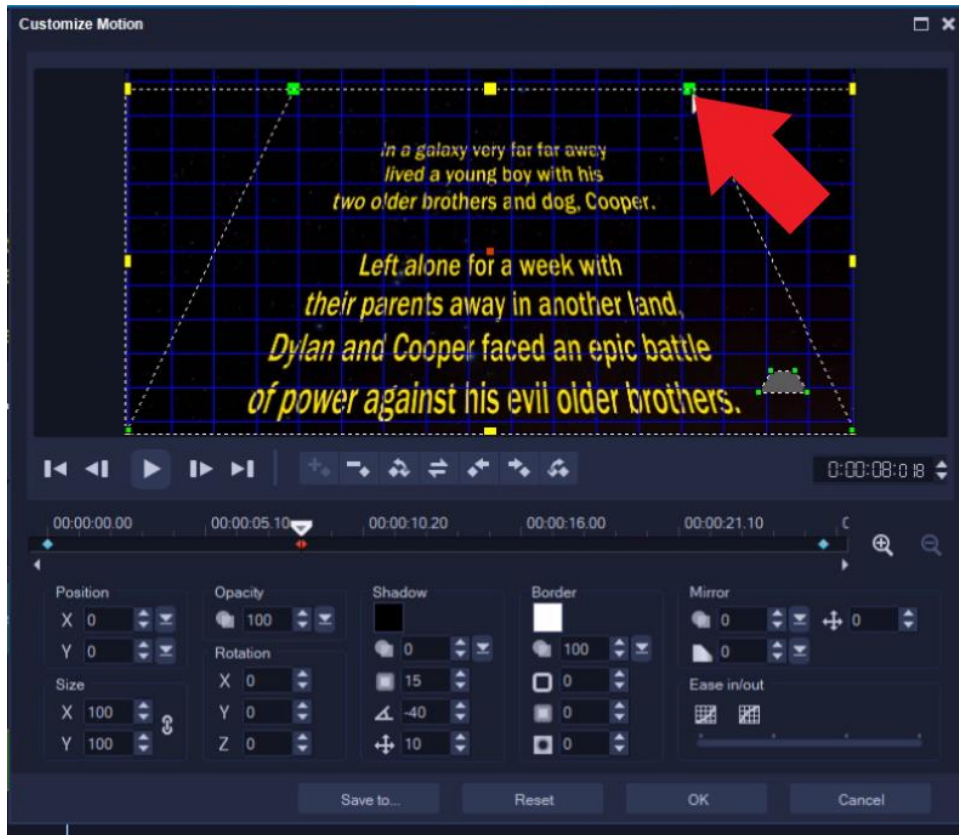 Customize Motion
In a galaxy very far far away
lived a young boy with his
two older brothers and dog, Cooper.
Left alone for a week with
their parents away in another land,
Dylan and Cooper faced an epic battle
of power against his evil older brothers.
0:00:08:018
00:00:00.00 00:00:05.10 00:00:10.20 00:00:16.00 00:00:21.10
Position Opacity Shadow Border Mirror
X 0 100 0 0
Y 0 Rotation 0 100 0
Size X 0 15 0 Ease in/out
X 100 Y 0 -40 0
Y 100 Z 0 10 0
Save to... Reset OK Cancel